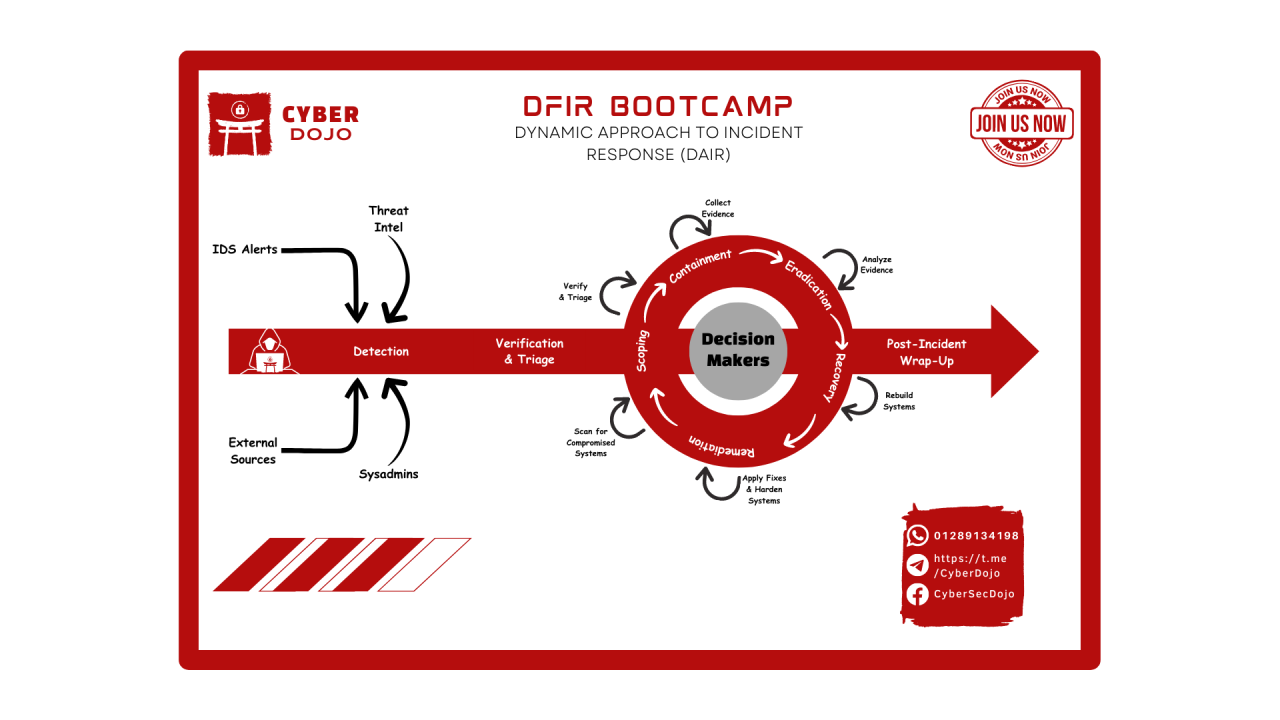 CYBER
DOJO
DFIR BOOTCAMP
DYNAMIC APPROACH TO INCIDENT
RESPONSE (DAIR)
JOIN US NOW
JOIN US NOW
JOIN US NOW
Threat
Intel
IDS Alerts
External
Sources
Sysadmins
Detection
Verification
& Triage
Scoping
Containment
Eradication
Recovery
Remediation
Decision
Makers
Verify
& Triage
Collect
Evidence
Analyze
Evidence
Rebuild
Systems
Apply Fixes
& Harden
Systems
Scan for
Compromised
Systems
Post-Incident
Wrap-Up
01289134198
https://t.me
/CyberDojo
CyberSecDojo